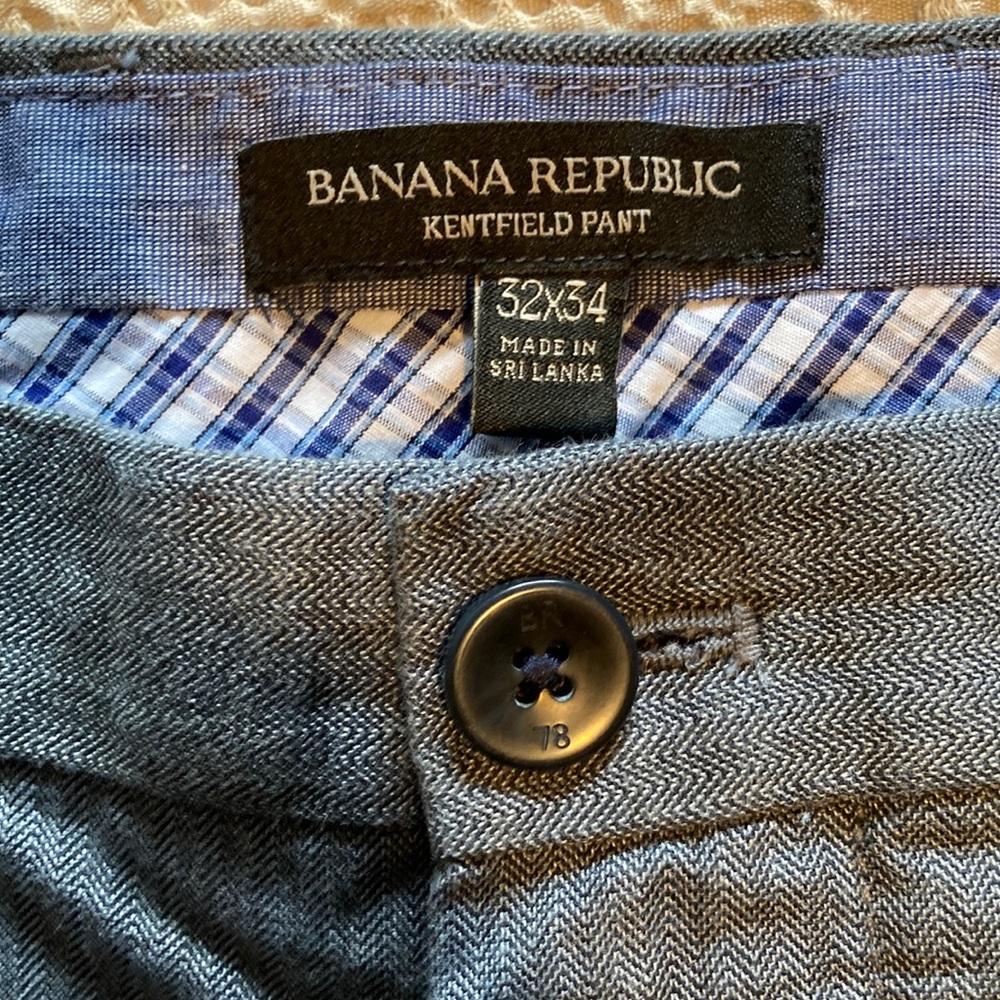 BANANA REPUBLIC
KENTFIELD PANT
32X34
MADE IN
SRI LANKA
BR
78